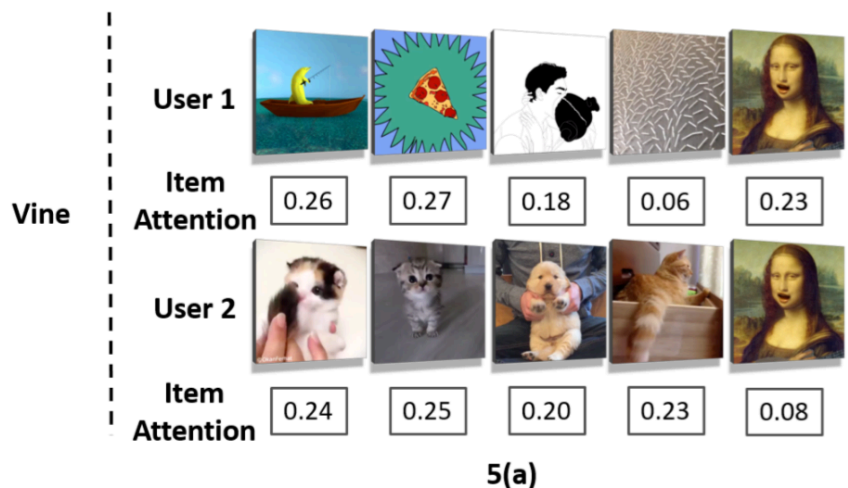 Vine
User 1
Item
Attention
0.26 0.27 0.18 0.06 0.23
User 2
Item
Attention
0.24 0.25 0.20 0.23 0.08
5(a)